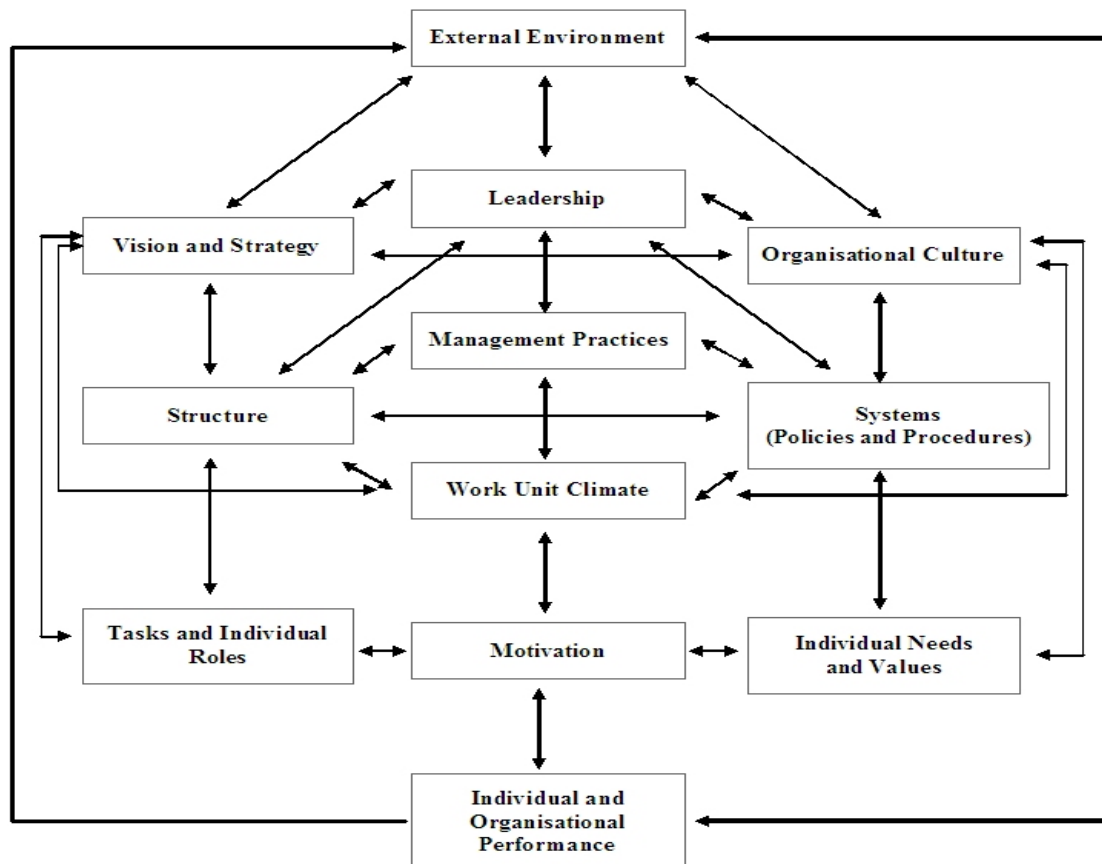 External Environment
Leadership
Vision and Strategy
Organisational Culture
Management Practices
Structure
Systems
(Policies and Procedures)
Work Unit Climate
Tasks and Individual
Roles
Motivation
Individual Needs
and Values
Individual and
Organisational
Performance